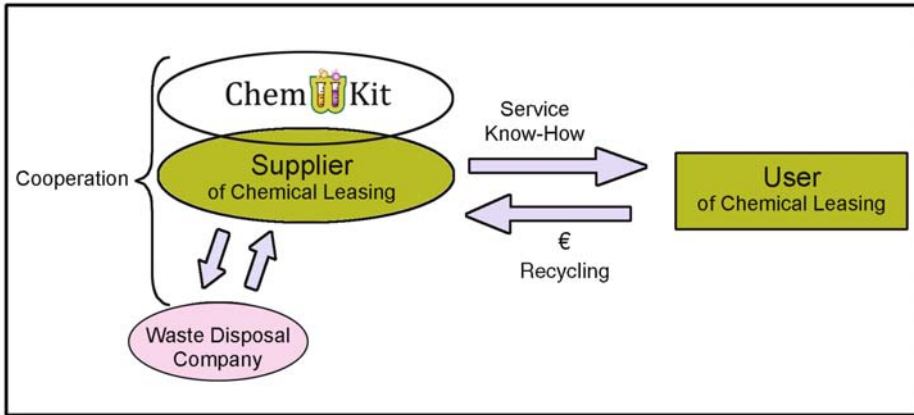 Chem Kit
Service
Know-How
Cooperation
Supplier
of Chemical Leasing
User
of Chemical Leasing
€
Recycling
Waste Disposal
Company